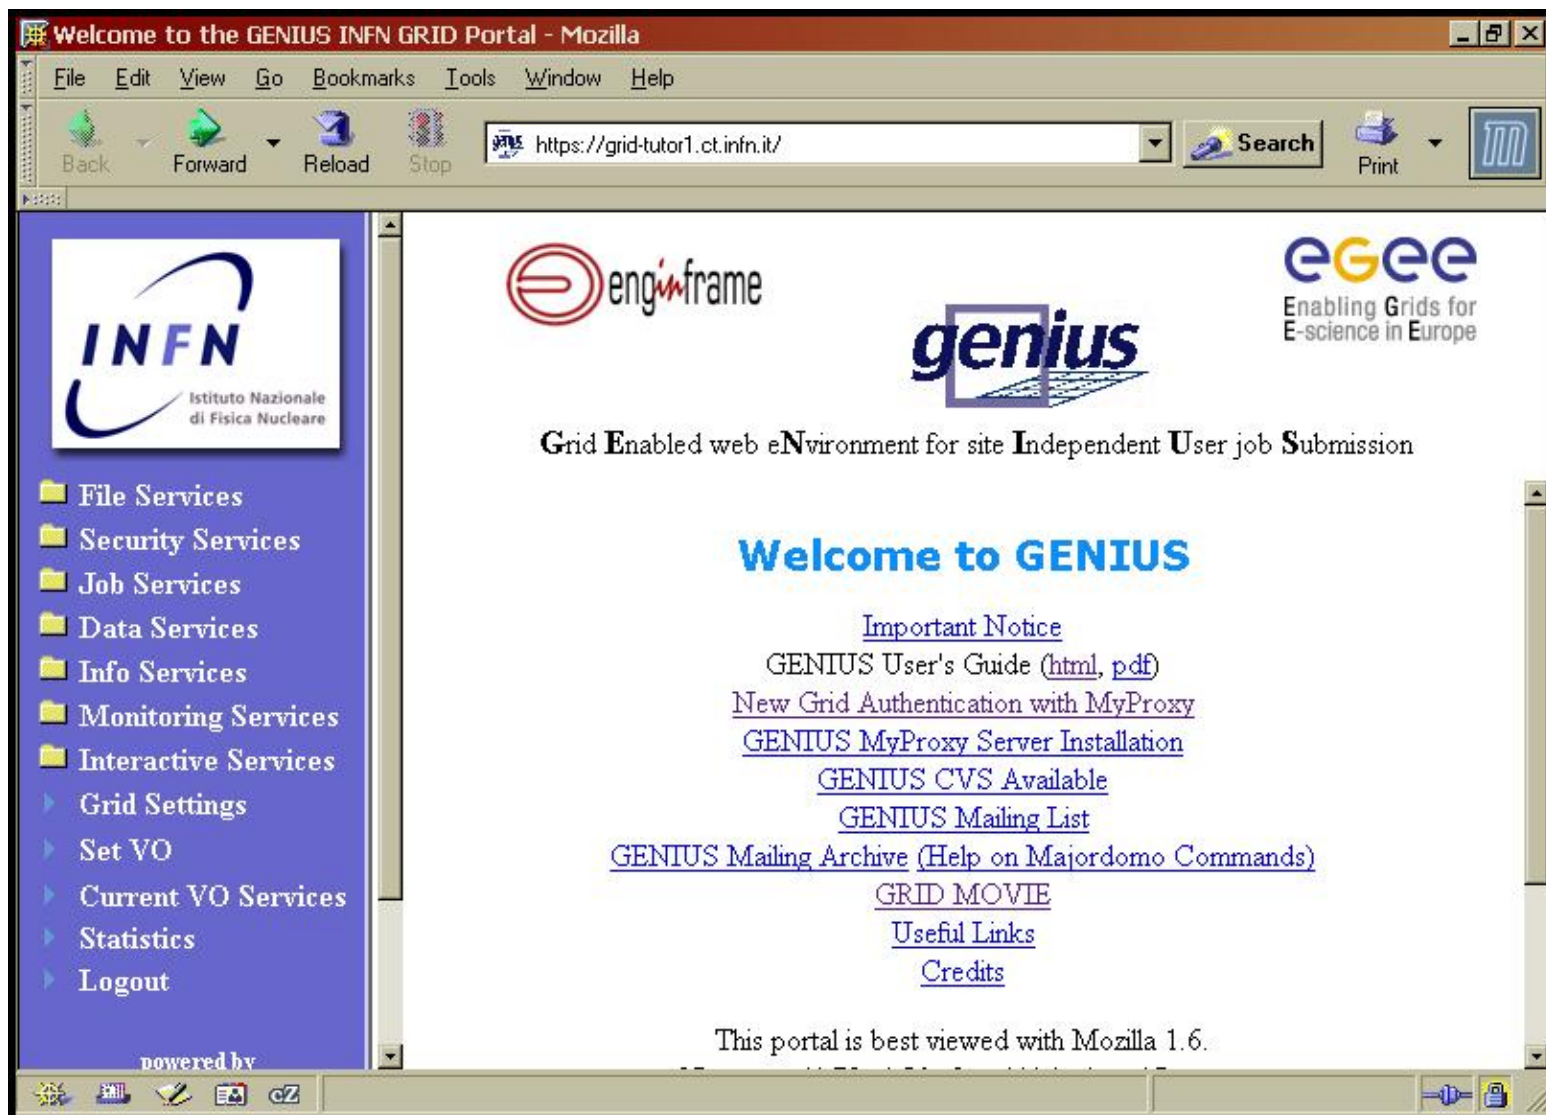 Welcome to the GENIUS INFN GRID Portal - Mozilla
File Edit View Go Bookmarks Tools Window Help
Back Forward Reload Stop https://grid-tutor1.ct.infn.it/ Search Print
INFN
Istituto Nazionale
di Fisica Nucleare
File Services
Security Services
Job Services
Data Services
Info Services
Monitoring Services
Interactive Services
Grid Settings
Set VO
Current VO Services
Statistics
Logout
powered by
enginframe
genius
egee
Enabling Grids for
E-science in Europe
Grid Enabled web eNvironment for site Independent User job Submission
Welcome to GENIUS
Important Notice
GENIUS User's Guide (html, pdf)
New Grid Authentication with MyProxy
GENIUS MyProxy Server Installation
GENIUS CVS Available
GENIUS Mailing List
GENIUS Mailing Archive (Help on Majordomo Commands)
GRID MOVIE
Useful Links
Credits
This portal is best viewed with Mozilla 1.6.